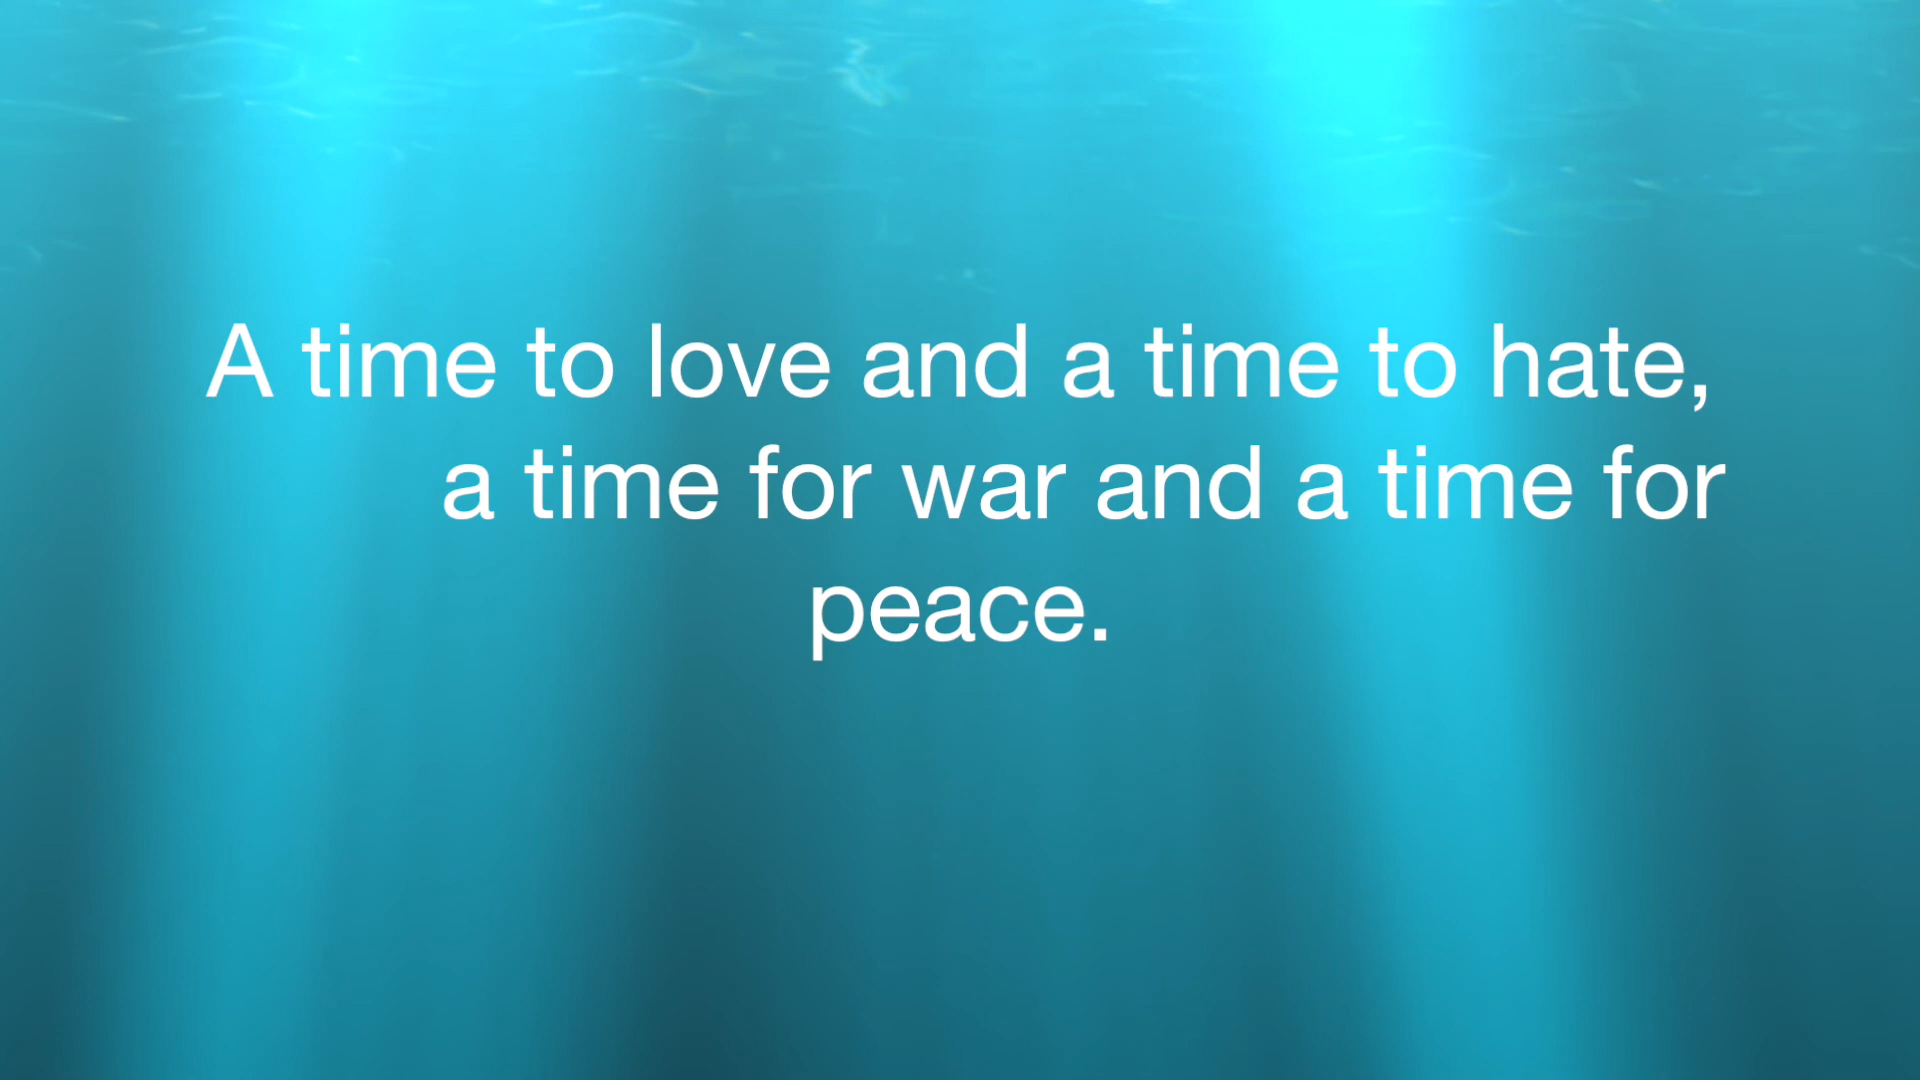 A time to love and a time to hate,
a time for war and a time for
peace.